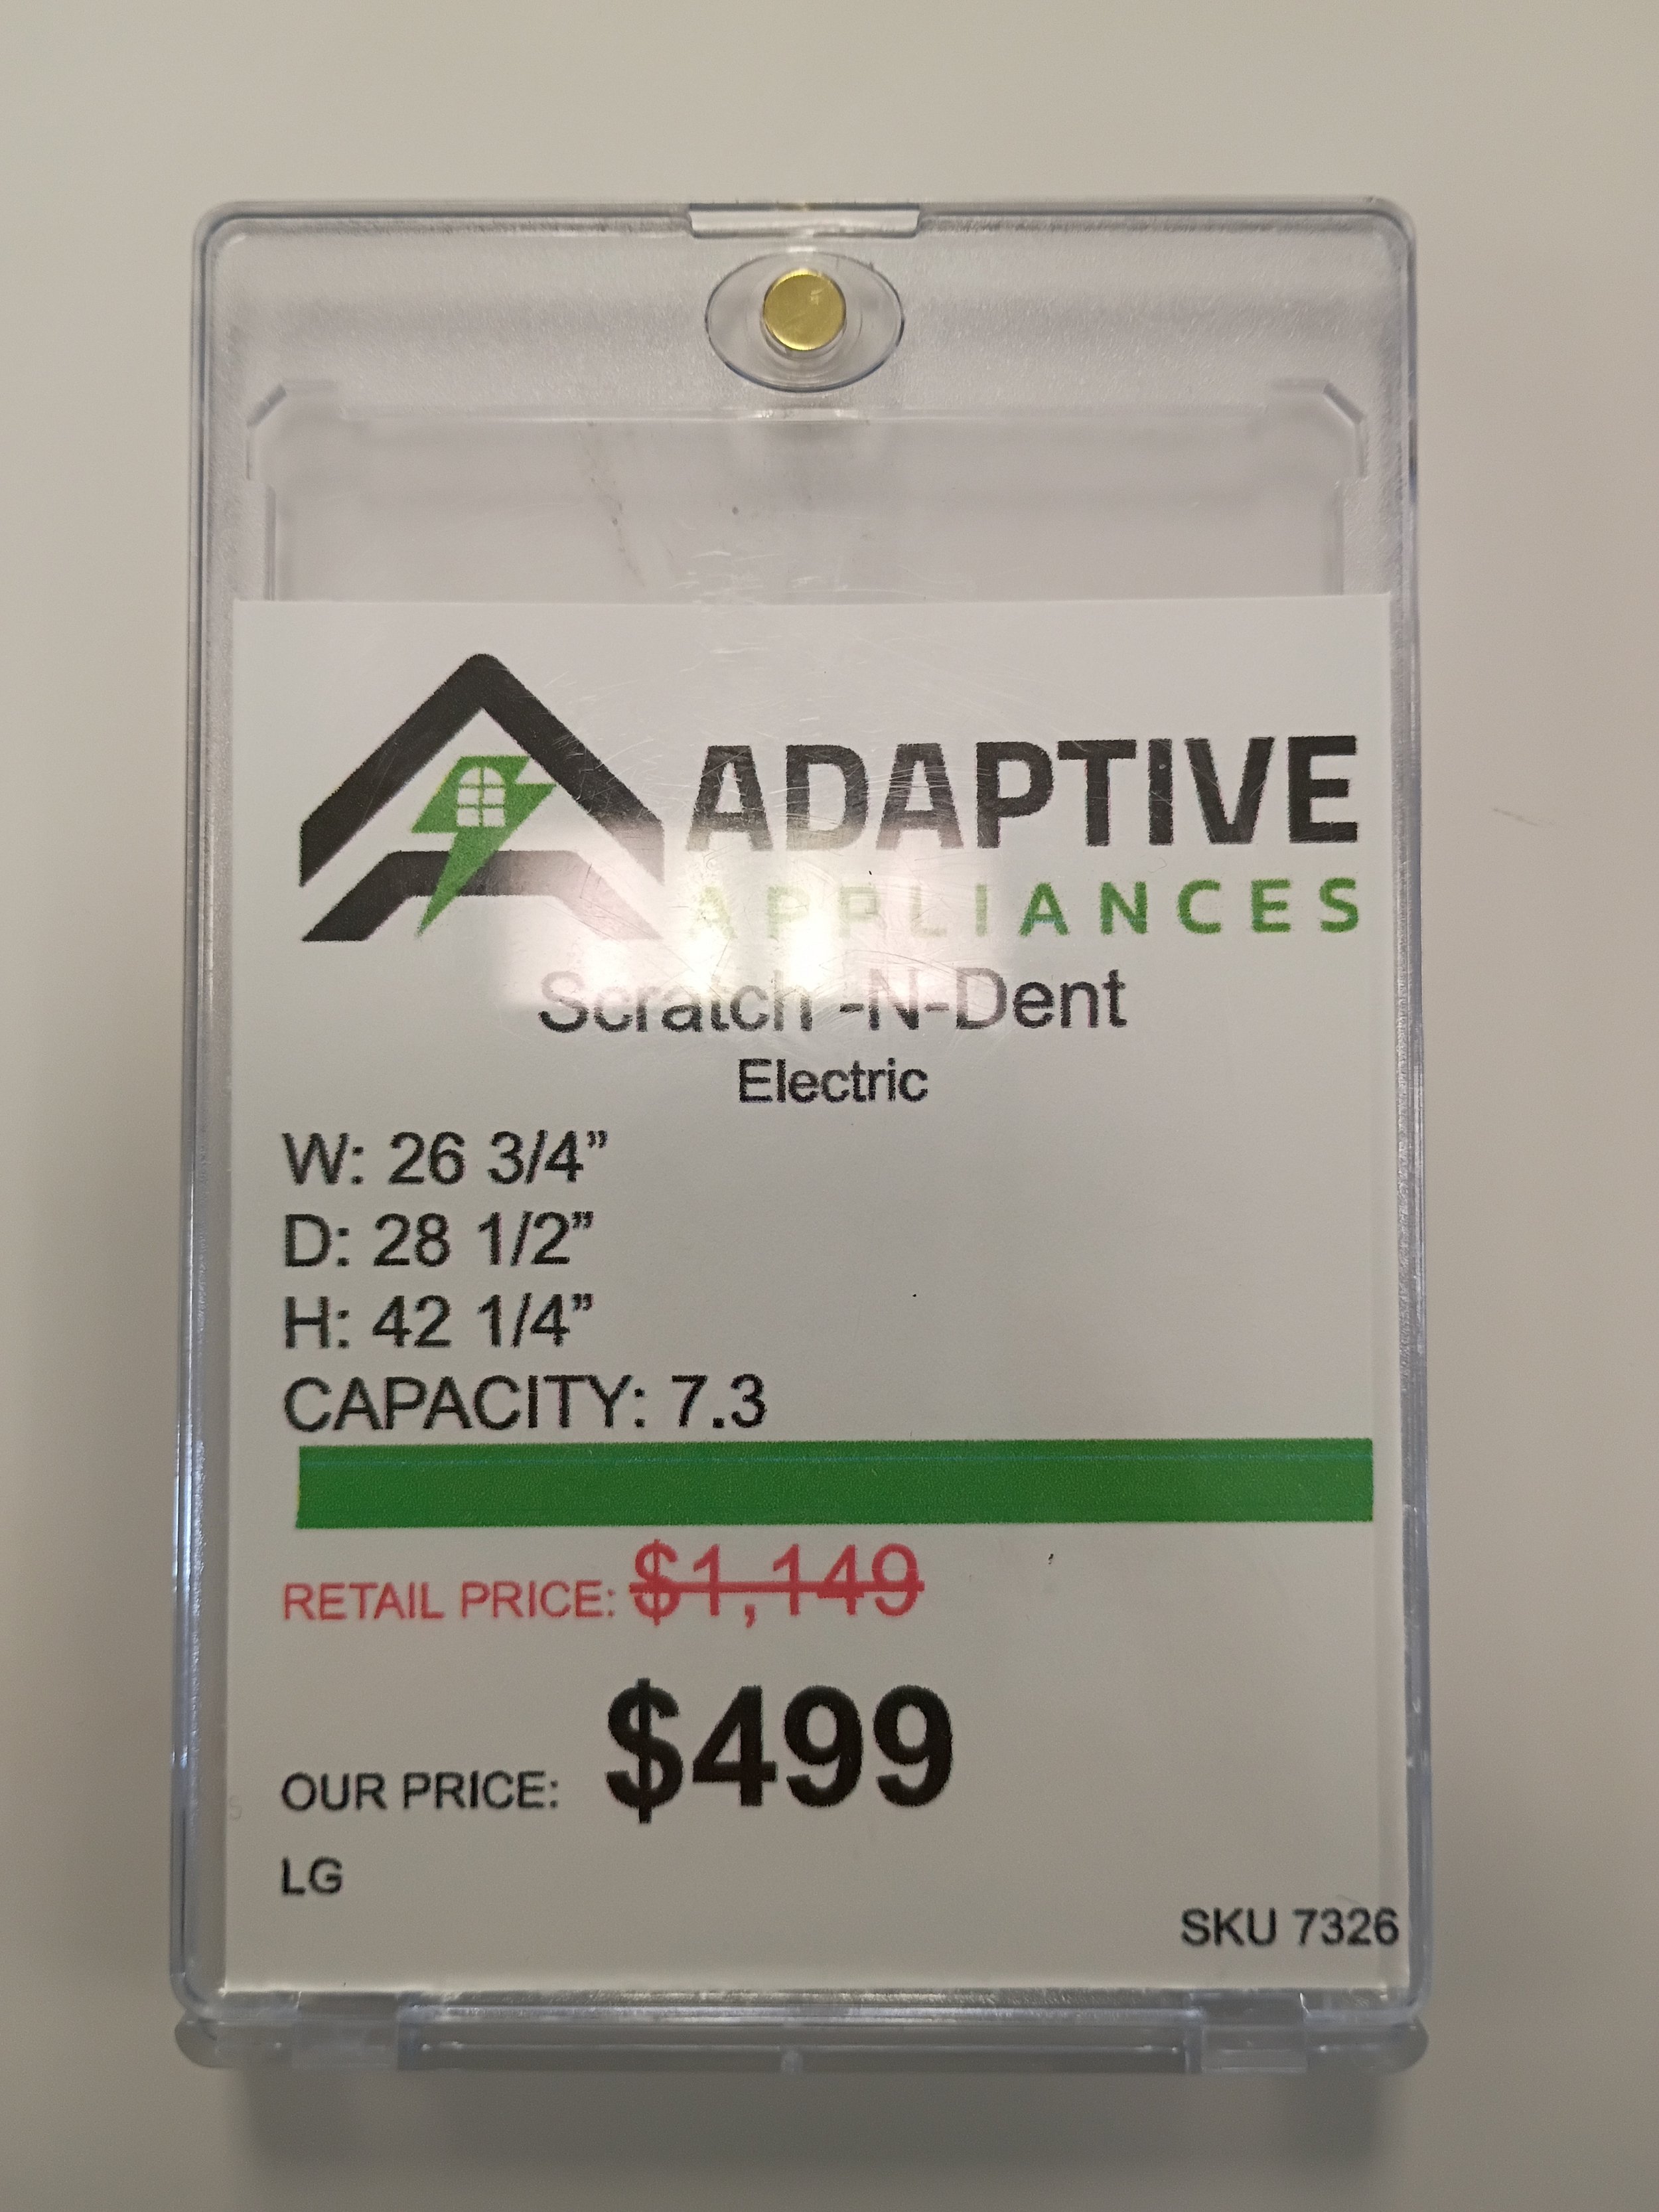 ADAPTIVE
APPLIANCES
Scratch -N-Dent
Electric
W: 26 3/4”
D: 28 1/2”
H: 42 1/4”
CAPACITY: 7.3
RETAIL PRICE: $1,149
OUR PRICE: $499
LG
SKU 7326